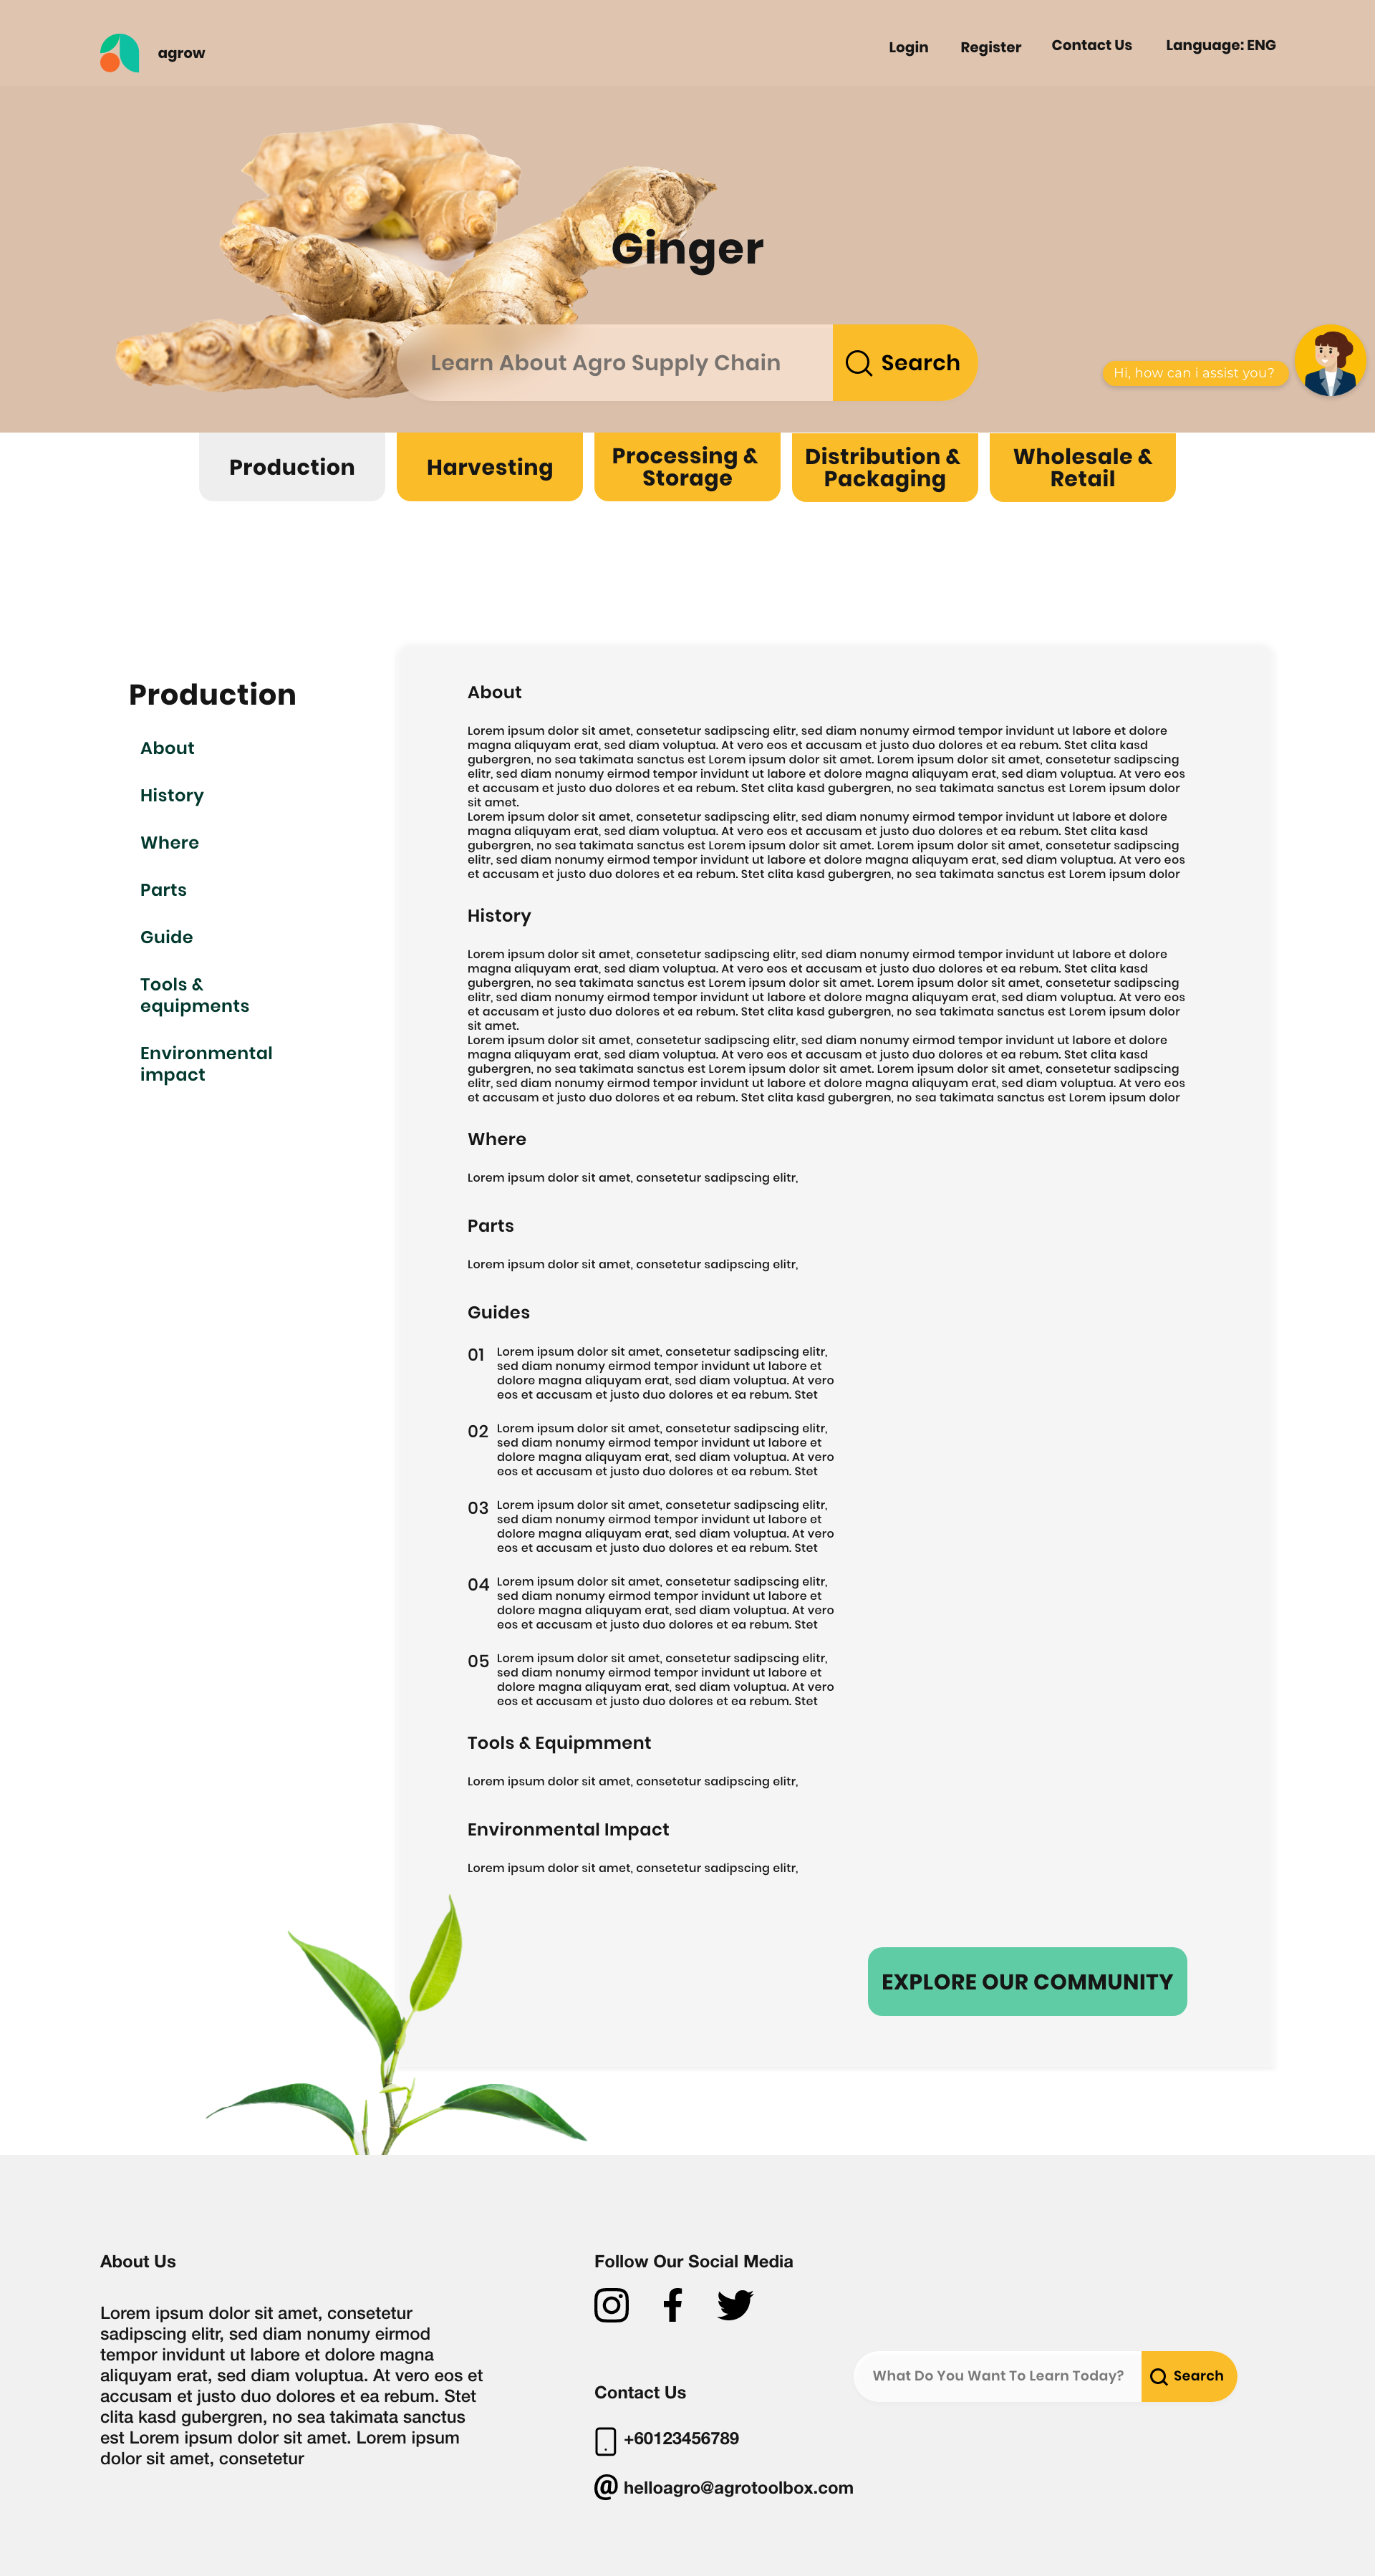 agrow
Login
Register
Contact Us
Language: ENG
Ginger
Learn About Agro Supply Chain
Search
Hi, how can i assist you?
Production
Harvesting
Processing &
Storage
Distribution &
Packaging
Wholesale &
Retail
Production
About
History
Where
Parts
Guide
Tools &
equipments
Environmental
impact
About
Lorem ipsum dolor sit amet, consetetur sadipscing elitr, sed diam nonumy eirmod tempor invidunt ut labore et dolore
magna aliquyam erat, sed diam voluptua. At vero eos et accusam et justo duo dolores et ea rebum. Stet clita kasd
gubergren, no sea takimata sanctus est Lorem ipsum dolor sit amet. Lorem ipsum dolor sit amet, consetetur sadipscing
elitr, sed diam nonumy eirmod tempor invidunt ut labore et dolore magna aliquyam erat, sed diam voluptua. At vero eos
et accusam et justo duo dolores et ea rebum. Stet clita kasd gubergren, no sea takimata sanctus est Lorem ipsum dolor
sit amet.
Lorem ipsum dolor sit amet, consetetur sadipscing elitr, sed diam nonumy eirmod tempor invidunt ut labore et dolore
magna aliquyam erat, sed diam voluptua. At vero eos et accusam et justo duo dolores et ea rebum. Stet clita kasd
gubergren, no sea takimata sanctus est Lorem ipsum dolor sit amet. Lorem ipsum dolor sit amet, consetetur sadipscing
elitr, sed diam nonumy eirmod tempor invidunt ut labore et dolore magna aliquyam erat, sed diam voluptua. At vero eos
et accusam et justo duo dolores et ea rebum. Stet clita kasd gubergren, no sea takimata sanctus est Lorem ipsum dolor
History
Lorem ipsum dolor sit amet, consetetur sadipscing elitr, sed diam nonumy eirmod tempor invidunt ut labore et dolore
magna aliquyam erat, sed diam voluptua. At vero eos et accusam et justo duo dolores et ea rebum. Stet clita kasd
gubergren, no sea takimata sanctus est Lorem ipsum dolor sit amet. Lorem ipsum dolor sit amet, consetetur sadipscing
elitr, sed diam nonumy eirmod tempor invidunt ut labore et dolore magna aliquyam erat, sed diam voluptua. At vero eos
et accusam et justo duo dolores et ea rebum. Stet clita kasd gubergren, no sea takimata sanctus est Lorem ipsum dolor
sit amet.
Lorem ipsum dolor sit amet, consetetur sadipscing elitr, sed diam nonumy eirmod tempor invidunt ut labore et dolore
magna aliquyam erat, sed diam voluptua. At vero eos et accusam et justo duo dolores et ea rebum. Stet clita kasd
gubergren, no sea takimata sanctus est Lorem ipsum dolor sit amet. Lorem ipsum dolor sit amet, consetetur sadipscing
elitr, sed diam nonumy eirmod tempor invidunt ut labore et dolore magna aliquyam erat, sed diam voluptua. At vero eos
et accusam et justo duo dolores et ea rebum. Stet clita kasd gubergren, no sea takimata sanctus est Lorem ipsum dolor
Where
Lorem ipsum dolor sit amet, consetetur sadipscing elitr,
Parts
Lorem ipsum dolor sit amet, consetetur sadipscing elitr,
Guides
01 Lorem ipsum dolor sit amet, consetetur sadipscing elitr,
sed diam nonumy eirmod tempor invidunt ut labore et
dolore magna aliquyam erat, sed diam voluptua. At vero
eos et accusam et justo duo dolores et ea rebum. Stet
02 Lorem ipsum dolor sit amet, consetetur sadipscing elitr,
sed diam nonumy eirmod tempor invidunt ut labore et
dolore magna aliquyam erat, sed diam voluptua. At vero
eos et accusam et justo duo dolores et ea rebum. Stet
03 Lorem ipsum dolor sit amet, consetetur sadipscing elitr,
sed diam nonumy eirmod tempor invidunt ut labore et
dolore magna aliquyam erat, sed diam voluptua. At vero
eos et accusam et justo duo dolores et ea rebum. Stet
04 Lorem ipsum dolor sit amet, consetetur sadipscing elitr,
sed diam nonumy eirmod tempor invidunt ut labore et
dolore magna aliquyam erat, sed diam voluptua. At vero
eos et accusam et justo duo dolores et ea rebum. Stet
05 Lorem ipsum dolor sit amet, consetetur sadipscing elitr,
sed diam nonumy eirmod tempor invidunt ut labore et
dolore magna aliquyam erat, sed diam voluptua. At vero
eos et accusam et justo duo dolores et ea rebum. Stet
Tools & Equipmment
Lorem ipsum dolor sit amet, consetetur sadipscing elitr,
Environmental Impact
Lorem ipsum dolor sit amet, consetetur sadipscing elitr,
EXPLORE OUR COMMUNITY
About Us
Lorem ipsum dolor sit amet, consetetur
sadipscing elitr, sed diam nonumy eirmod
tempor invidunt ut labore et dolore magna
aliquyam erat, sed diam voluptua. At vero eos et
accusam et justo duo dolores et ea rebum. Stet
clita kasd gubergren, no sea takimata sanctus
est Lorem ipsum dolor sit amet. Lorem ipsum
dolor sit amet, consetetur
Follow Our Social Media
Contact Us
+60123456789
@ helloagro@agrotoolbox.com
What Do You Want To Learn Today?
Search